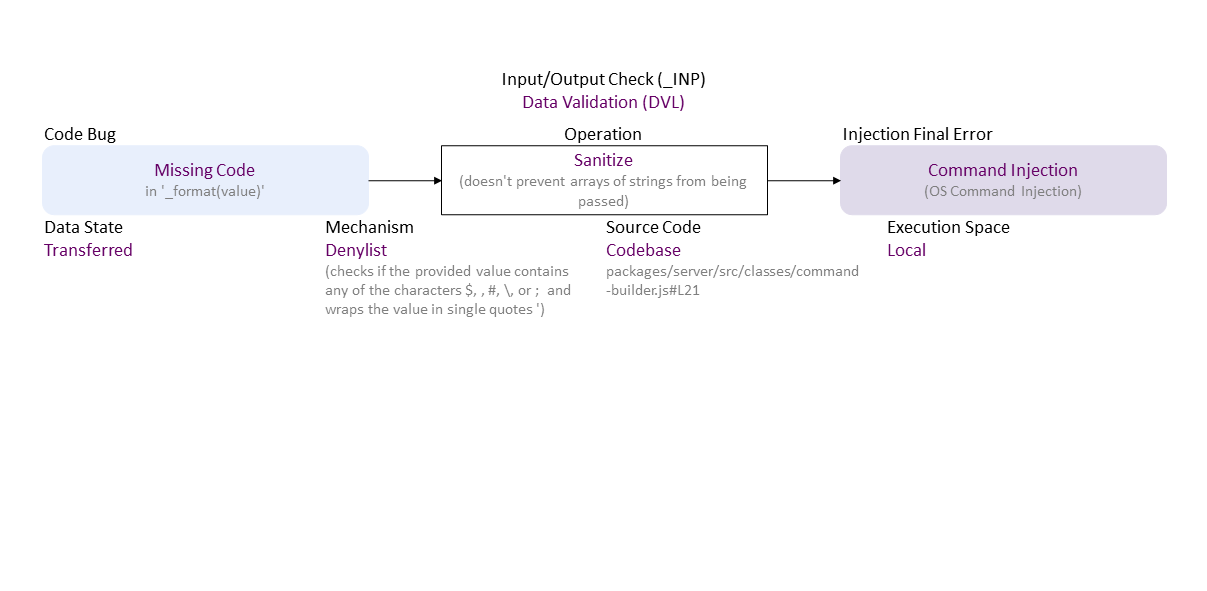 Input/Output Check (_INP)
Data Validation (DVL)
Code Bug
Operation
Injection Final Error
Missing Code
in '_format(value)'
Sanitize
(doesn't prevent arrays of strings from being
passed)
Command Injection
(OS Command Injection)
Data State
Transferred
Mechanism
Denylist
(checks if the provided value contains
any of the characters $, , #, \, or ; and
wraps the value in single quotes ')
Source Code
Codebase
packages/server/src/classes/command
-builder.js#L21
Execution Space
Local